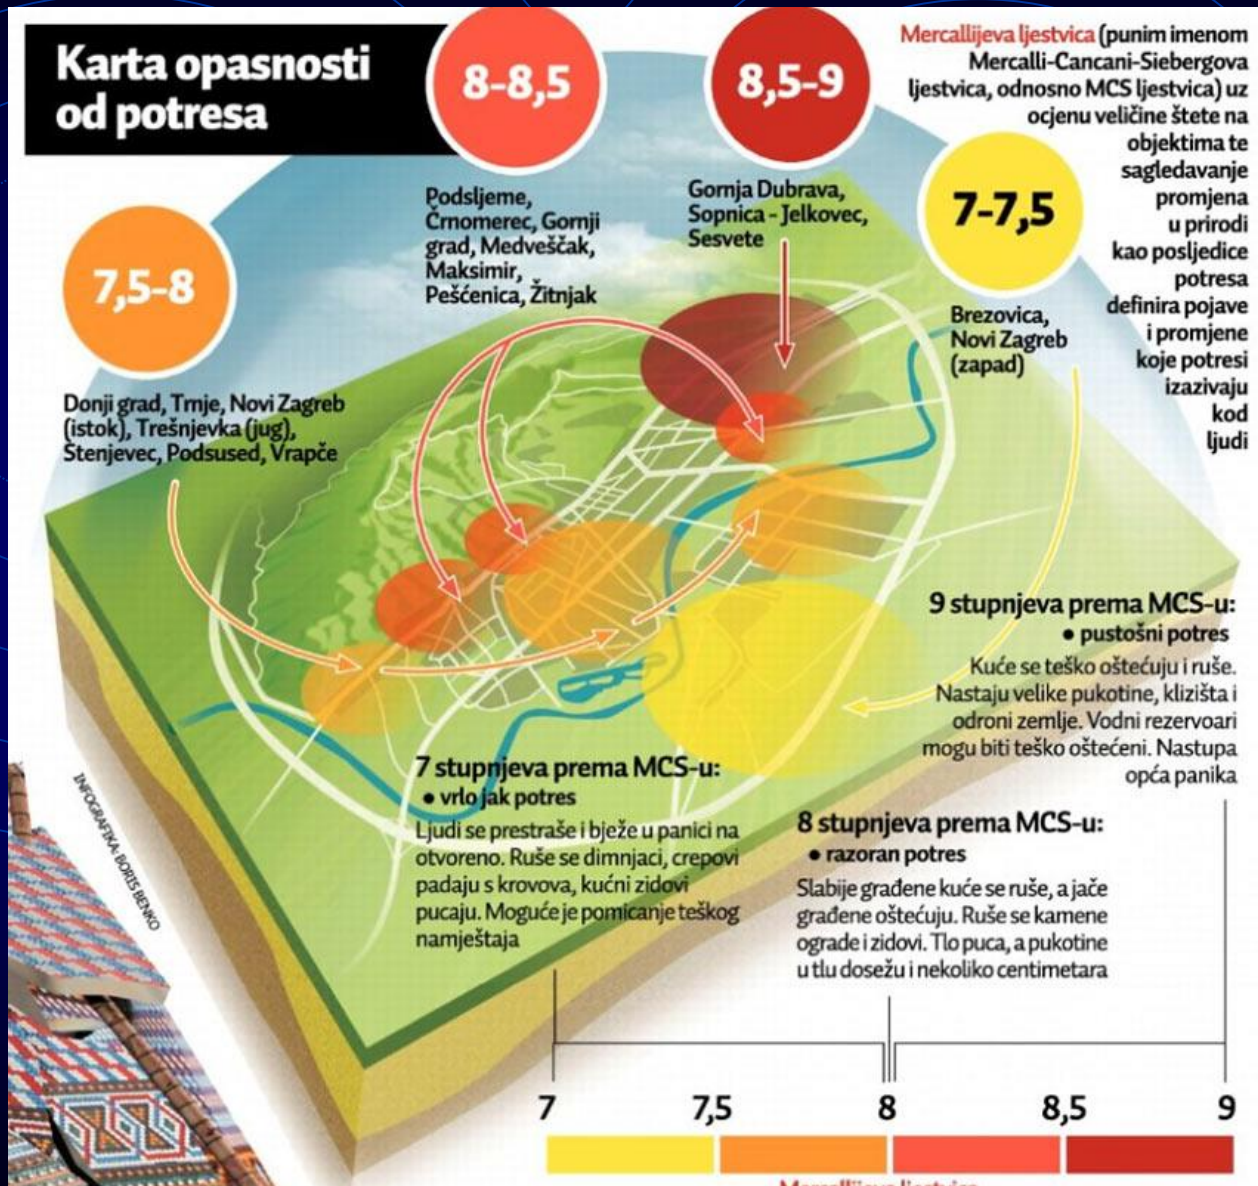 Karta opasnosti
od potresa
8-8,5
8,5-9
Mercallijeva ljestvica (punim imenom
Mercalli-Cancani-Siebergova
ljestvica, odnosno MCS ljestvica) uz
ocjenu veličine štete na
objektima te
sagledavanje
promjena
u prirodi
kao posljedice
potresa
definira pojave
i promjene
koje potresi
izazivaju
kod
ljudi
7-7,5
7,5-8
Podsljeme,
Črnomerec, Gornji
grad, Medveščak,
Maksimir,
Pešćenica, Žitnjak
Gornja Dubrava,
Sopnica - Jelkovec,
Sesvete
Brezovica,
Novi Zagreb
(zapad)
Donji grad, Trnje, Novi Zagreb
(istok), Trešnjevka (jug),
Stenjevec, Podsused, Vrapče
9 stupnjeva prema MCS-u:
• pustošni potres
Kuće se teško oštećuju i ruše.
Nastaju velike pukotine, klizišta i
odroni zemlje. Vodni rezervoari
mogu biti teško oštećeni. Nastupa
opća panika
7 stupnjeva prema MCS-u:
• vrlo jak potres
Ljudi se prestraše i bježe u panici na
otvoreno. Ruše se dimnjaci, crepovi
padaju s krovova, kućni zidovi
pucaju. Moguće je pomicanje teškog
namještaja
8 stupnjeva prema MCS-u:
• razoran potres
Slabije građene kuće se ruše, a jače
građene oštećuju. Ruše se kamene
ograde i zidovi. Tlo puca, a pukotine
u tlu dosežu i nekoliko centimetara
INFOGRAFIKA: BORIS BENKO
7 7,5 8 8,5 9
Mercallijeva ljestvica